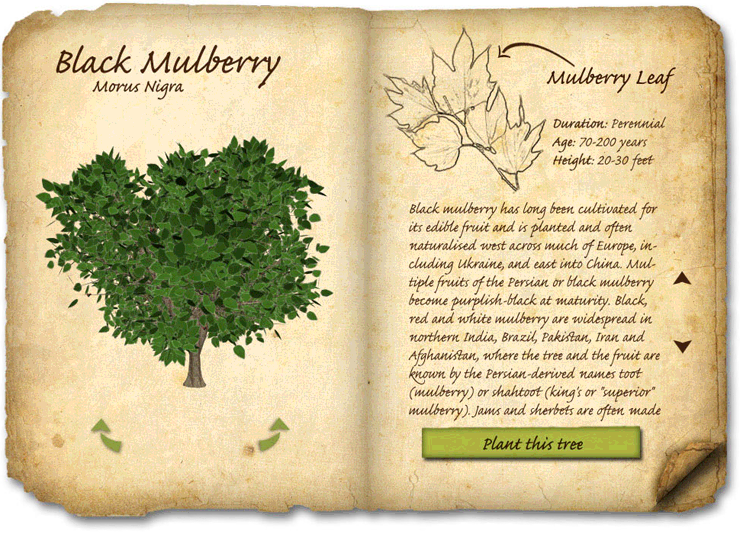 Black Mulberry
Morus Nigra
Mulberry Leaf
Duration: Perennial
Age: 70-200 years
Height: 20-30 feet
Black mulberry has long been cultivated for
its edible fruit and is planted and often
naturalised west across much of Europe, in-
cluding Ukraine, and east into China. Mul-
tiple fruits of the Persian or black mulberry
become purplish-black at maturity. Black,
red and white mulberry are widespread in
northern India, Brazil, Pakistan, Iran and
Afghanistan, where the tree and the fruit are
known by the Persian-derived names toot
(mulberry) or shahtoot (king's or "superior"
mulberry). Jams and sherbets are often made
Plant this tree